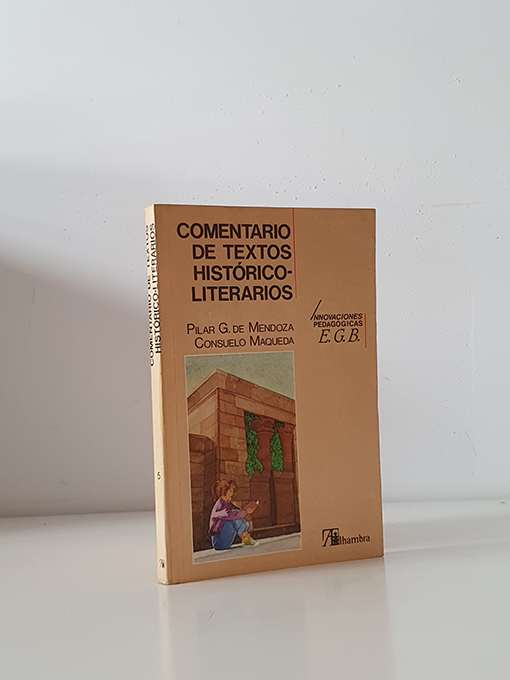 COMENTARIO
DE TEXTOS
HISTÓRICO-
LITERARIOS
PILAR G. DE MENDOZA
CONSUELO MAQUEDA
INNOVACIONES
PEDAGÓGICAS
E. G. B.
Alhambra
COMENTARIO DE TEXTOS
HISTÓRICO-LITERARIOS
5